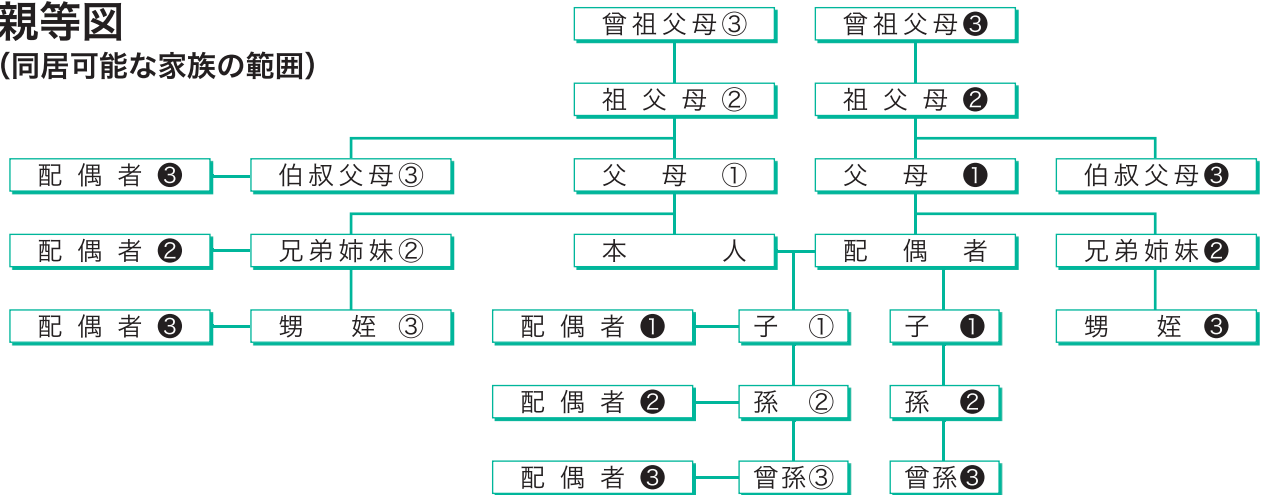 親等図
（同居可能な家族の範囲）
曾祖父母③
曾祖父母❸
祖父母②
祖父母❷
配偶者❸
伯叔父母③
父母①
父母❶
伯叔父母❸
配偶者❷
兄弟姉妹②
本人
配偶者
兄弟姉妹❷
配偶者❸
甥姪③
配偶者❶
子①
子❶
甥姪❸
配偶者❷
孫②
孫❷
配偶者❸
曾孫③
曾孫❸